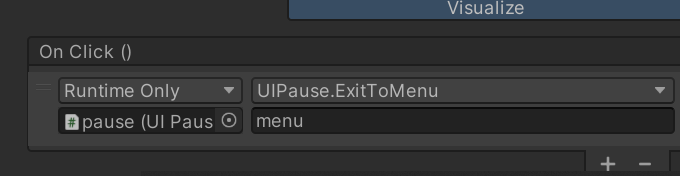 Visualize
On Click ()
Runtime Only
UIPause.ExitToMenu
pause (UI Paus
menu